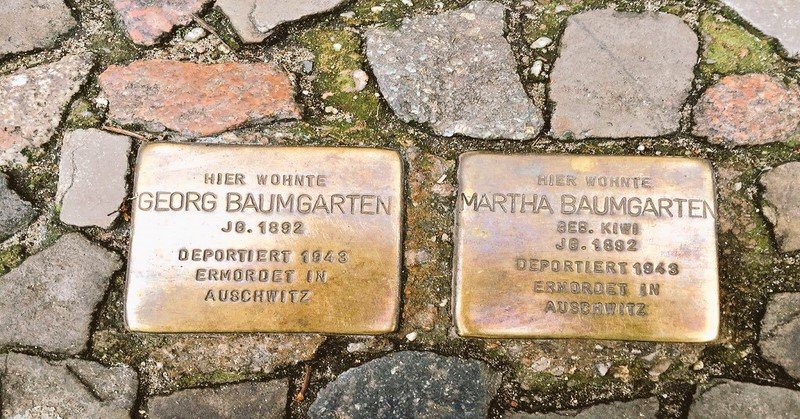 HIER WOHNTE
GEORG BAUMGARTEN
JG. 1892
DEPORTIERT 1943
ERMORDET IN
AUSCHWITZ
HIER WOHNTE
MARTHA BAUMGARTEN
GEB. KIWI
JG. 1892
DEPORTIERT 1943
ERMORDET IN
AUSCHWITZ